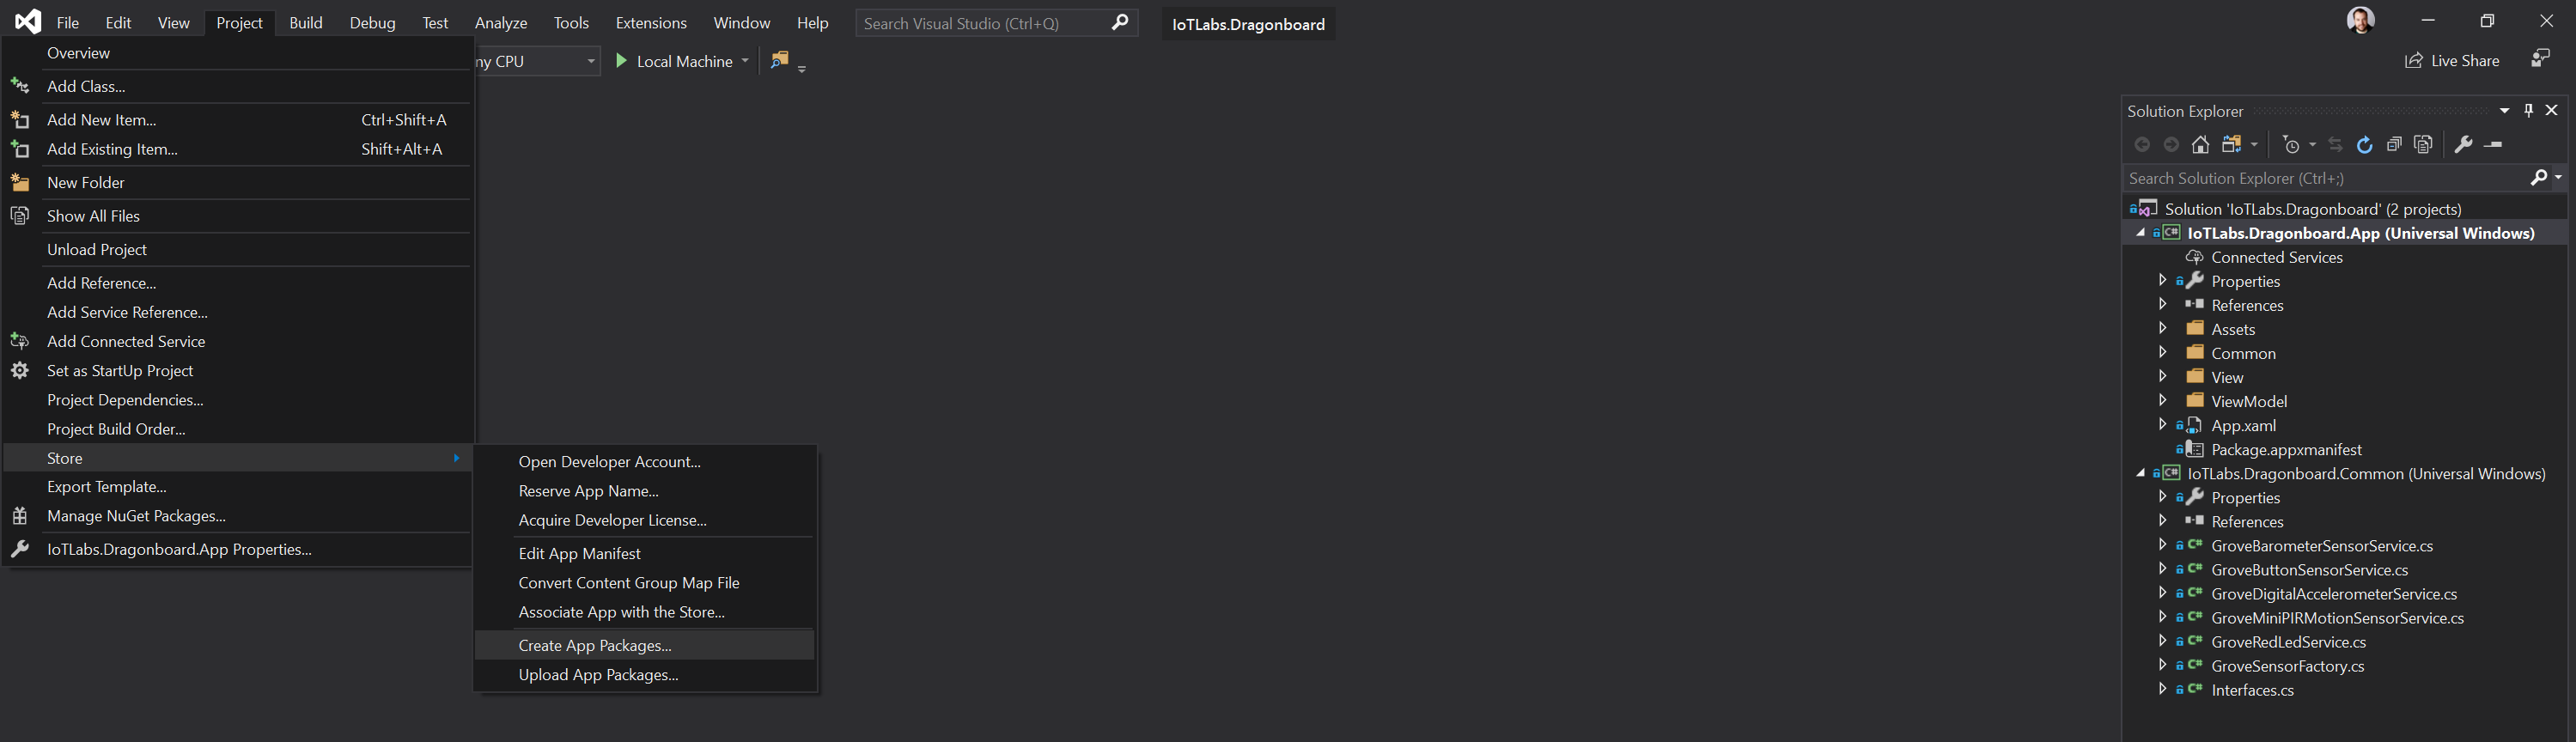 File Edit View Project Build Debug Test Analyze Tools Extensions Window Help Search Visual Studio (Ctrl+Q) IoTLabs.Dragonboard
ny CPU Local Machine Live Share
Overview
Add Class...
Add New Item... Ctrl+Shift+A
Add Existing Item... Shift+Alt+A
New Folder
Show All Files
Unload Project
Add Reference...
Add Service Reference...
Add Connected Service
Set as StartUp Project
Project Dependencies...
Project Build Order...
Store
Export Template...
Manage NuGet Packages...
IoTLabs.Dragonboard.App Properties...
Open Developer Account...
Reserve App Name...
Acquire Developer License...
Edit App Manifest
Convert Content Group Map File
Associate App with the Store...
Create App Packages...
Upload App Packages...
Solution Explorer
Search Solution Explorer (Ctrl+;)
Solution 'IoTLabs.Dragonboard' (2 projects)
C# IoTLabs.Dragonboard.App (Universal Windows)
Connected Services
Properties
References
Assets
Common
View
ViewModel
App.xaml
Package.appxmanifest
C# IoTLabs.Dragonboard.Common (Universal Windows)
Properties
References
C# GroveBarometerSensorService.cs
C# GroveButtonSensorService.cs
C# GroveDigitalAccelerometerService.cs
C# GroveMiniPIRMotionSensorService.cs
C# GroveRedLedService.cs
C# GroveSensorFactory.cs
C# Interfaces.cs